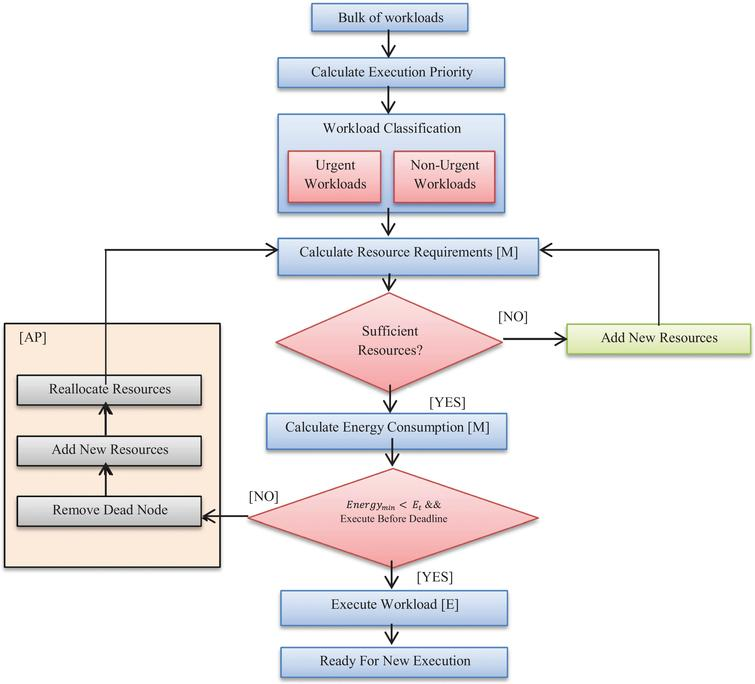 Bulk of workloads
Calculate Execution Priority
Workload Classification
Urgent
Workloads
Non-Urgent
Workloads
Calculate Resource Requirements [M]
Sufficient
Resources?
[NO]
Add New Resources
[YES]
Calculate Energy Consumption [M]
Energy_min < E_t &&
Execute Before Deadline
[NO]
[AP]
Reallocate Resources
Add New Resources
Remove Dead Node
[YES]
Execute Workload [E]
Ready For New Execution